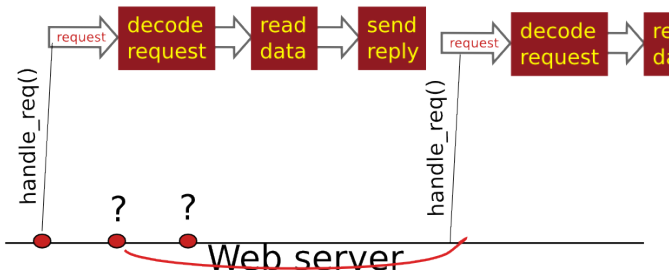 request
decode
request
read
data
send
reply
handle_req()
request
decode
request
handle_req()
? ?
Web server